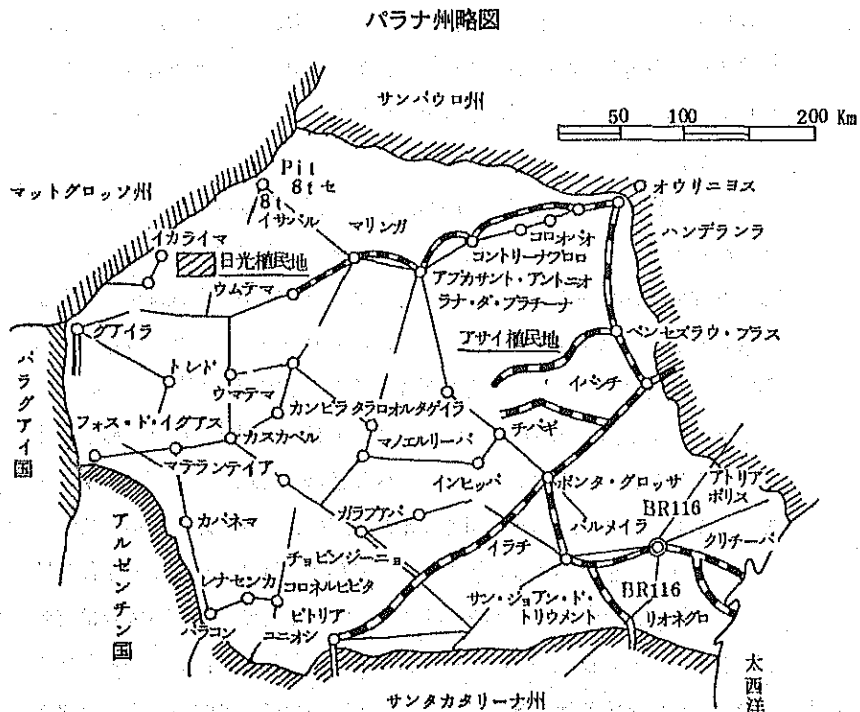 パラナ州略図
サンパウロ州
50 100 200 Km
マットグロッソ州
Pit
8tセ
8t
イサバル
マリンガ
オウリニヨス
ハンデランラ
イカライマ
日光植民地
コロオバオ
コントリーナプロロ
アプカサント・アントニオ
ラナ・ダ・プラチーナ
ウムテマ
グアイラ
アサイ植民地
ベンセズラウ・ブラス
パラグアイ国
トレド
ウマテマ
イバンチ
カンビラタラロオルタゲイラ
フォス・ド・イグアス
カスカベル
マノエルリーバ
チバギ
マテランテイア
インビッバ
ポンタ・グロッサ
アトリア
ポリス
BR116
カパネマ
ガラプアバ
イラチ
パルメイラ
クリチーバ
アルゼンチン国
チョピンジーニョ
レナセンカ
コロネルヒピタ
サン・ジョアン・ド・
トリウメント
BR116
バラコン
ビトリア
ユニオン
リオネグロ
太西洋
サンタカタリーナ州